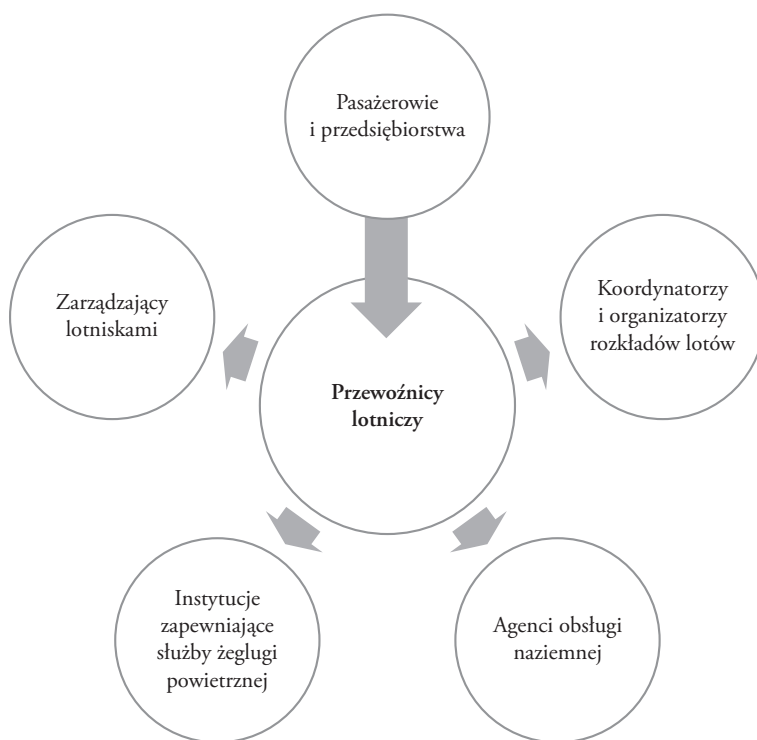 Pasażerowie
i przedsiębiorstwa
Zarządzający
lotniskami
Koordynatorzy
i organizatorzy
rozkładów lotów
Przewoźnicy
lotniczy
Instytucje
zapewniające
służby żeglugi
powietrznej
Agenci obsługi
naziemnej